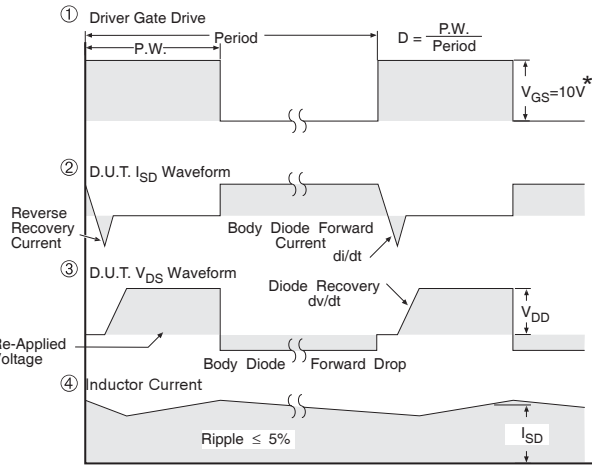 ① Driver Gate Drive
Period
P.W.
D = P.W.
Period
VGS=10V*
② D.U.T. ISD Waveform
Reverse
Recovery
Current
Body Diode Forward
Current
di/dt
③ D.U.T. VDS Waveform
Diode Recovery
dv/dt
VDD
Re-Applied
Voltage
Body Diode Forward Drop
④ Inductor Current
Ripple ≤ 5%
ISD